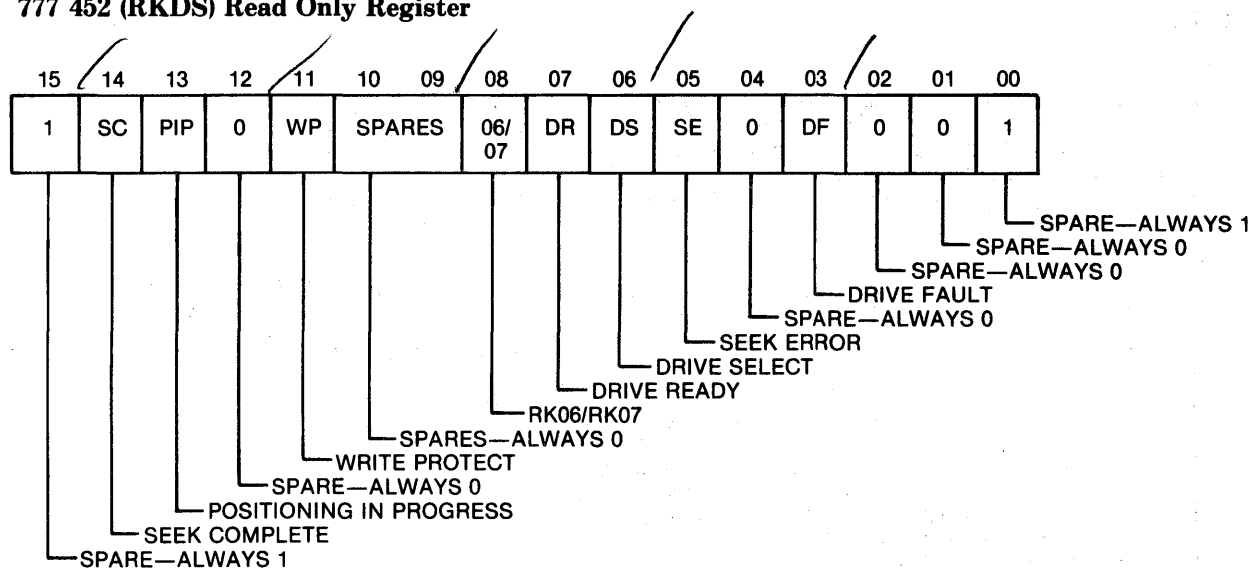 777 452 (RKDS) Read Only Register
15 14 13 12 11 10 09 08 07 06 05 04 03 02 01 00
1 SC PIP 0 WP SPARES 06/ DR DS SE 0 DF 0 0 1
07
SPARE—ALWAYS 1
SPARE—ALWAYS 0
SPARE—ALWAYS 0
DRIVE FAULT
SPARE—ALWAYS 0
SEEK ERROR
DRIVE SELECT
DRIVE READY
RK06/RK07
SPARES—ALWAYS 0
WRITE PROTECT
SPARE—ALWAYS 0
POSITIONING IN PROGRESS
SEEK COMPLETE
SPARE—ALWAYS 1